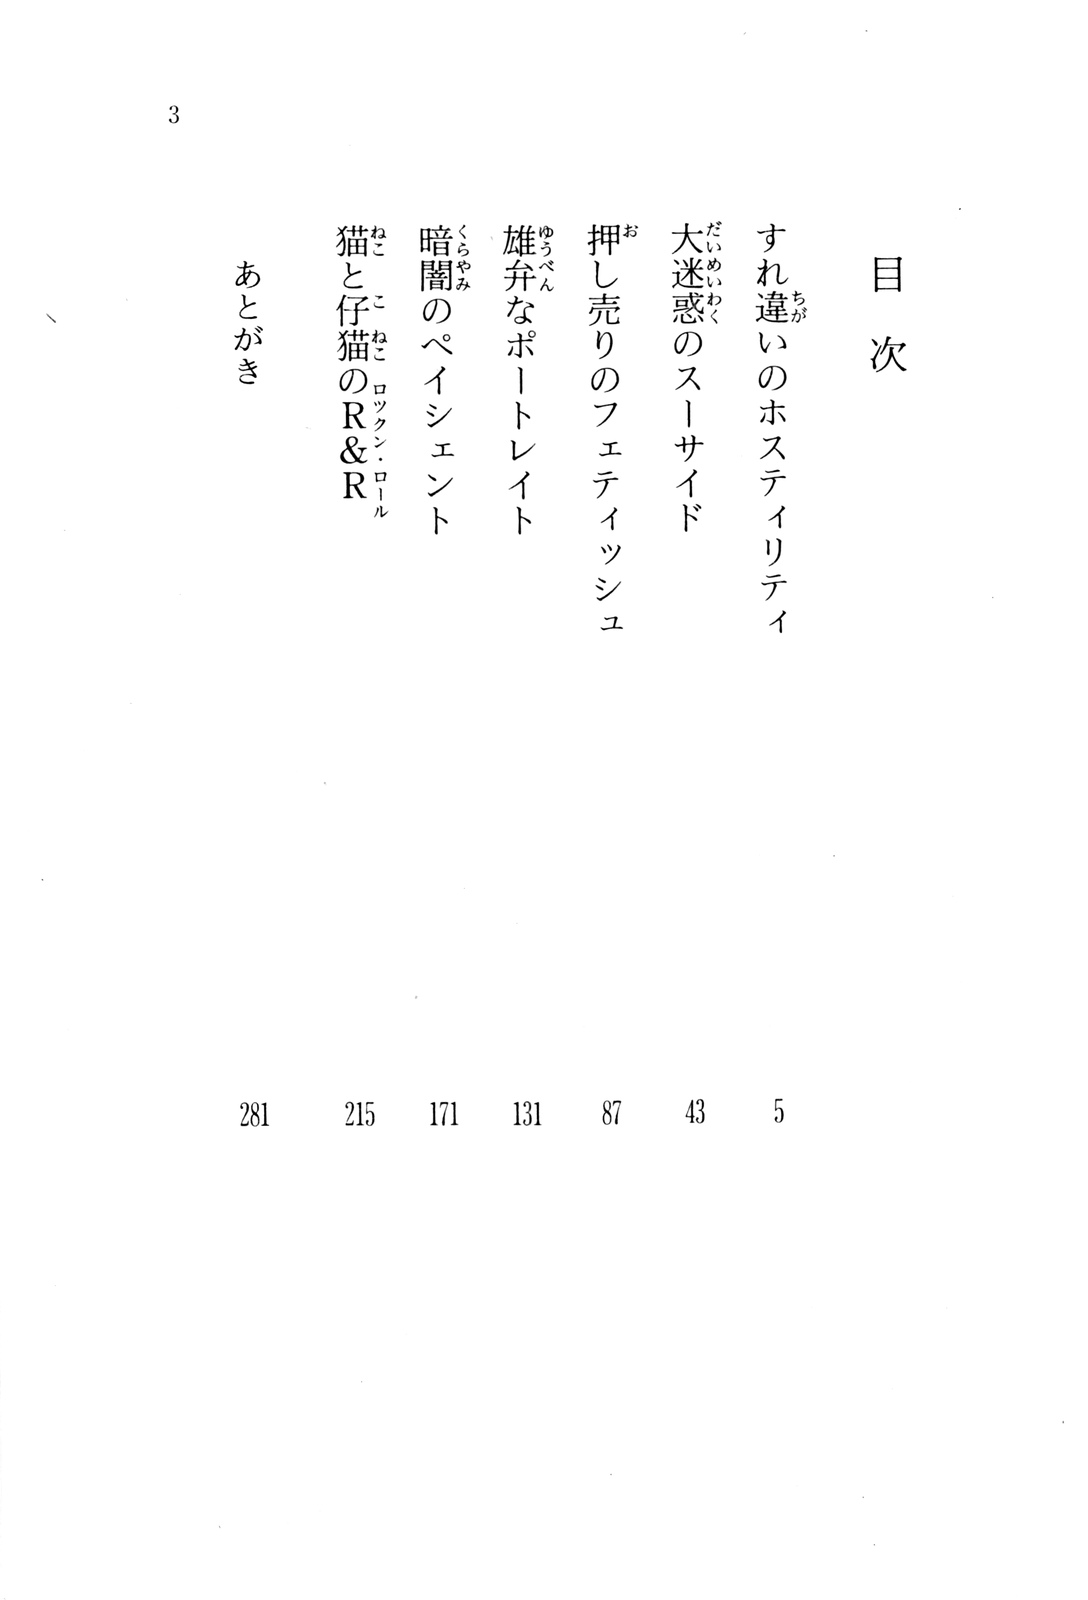 3
目次
すれ違いのホスティリティ 5
大迷惑のスーサイド 43
押し売りのフェティッシュ 87
雄弁なポートレイト 131
暗闇のペイシェント 171
猫と仔猫のR&R 215
あとがき 281
ちが
だいめいわく
お
ゆうべん
くらやみ
ねこ こねこ ロックン・ロール